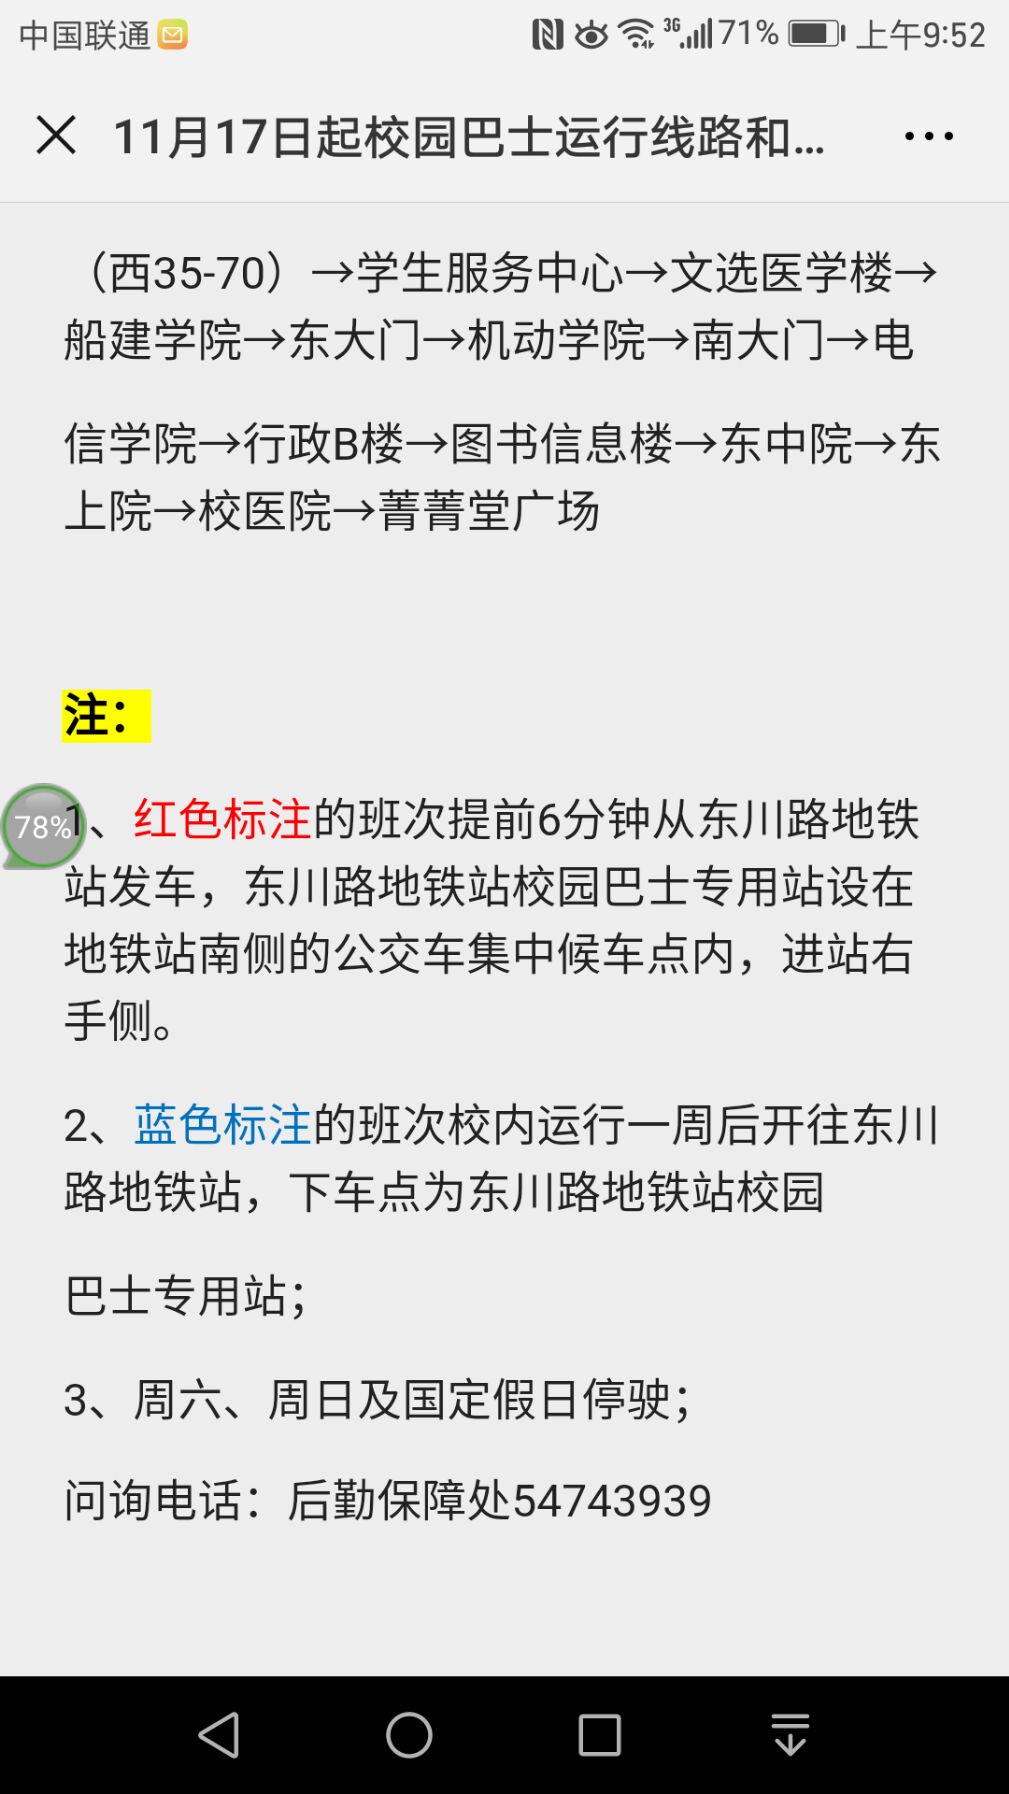 中国联通 3G 71% 上午9:52
11月17日起校园巴士运行线路和...
（西35-70）→学生服务中心→文选医学楼→
船建学院→东大门→机动学院→南大门→电
信学院→行政B楼→图书信息楼→东中院→东
上院→校医院→菁菁堂广场
注：
78%
1、红色标注的班次提前6分钟从东川路地铁
站发车，东川路地铁站校园巴士专用站设在
地铁站南侧的公交车集中候车点内，进站右
手侧。
2、蓝色标注的班次校内运行一周后开往东川
路地铁站，下车点为东川路地铁站校园
巴士专用站；
3、周六、周日及国定假日停驶；
问询电话：后勤保障处54743939